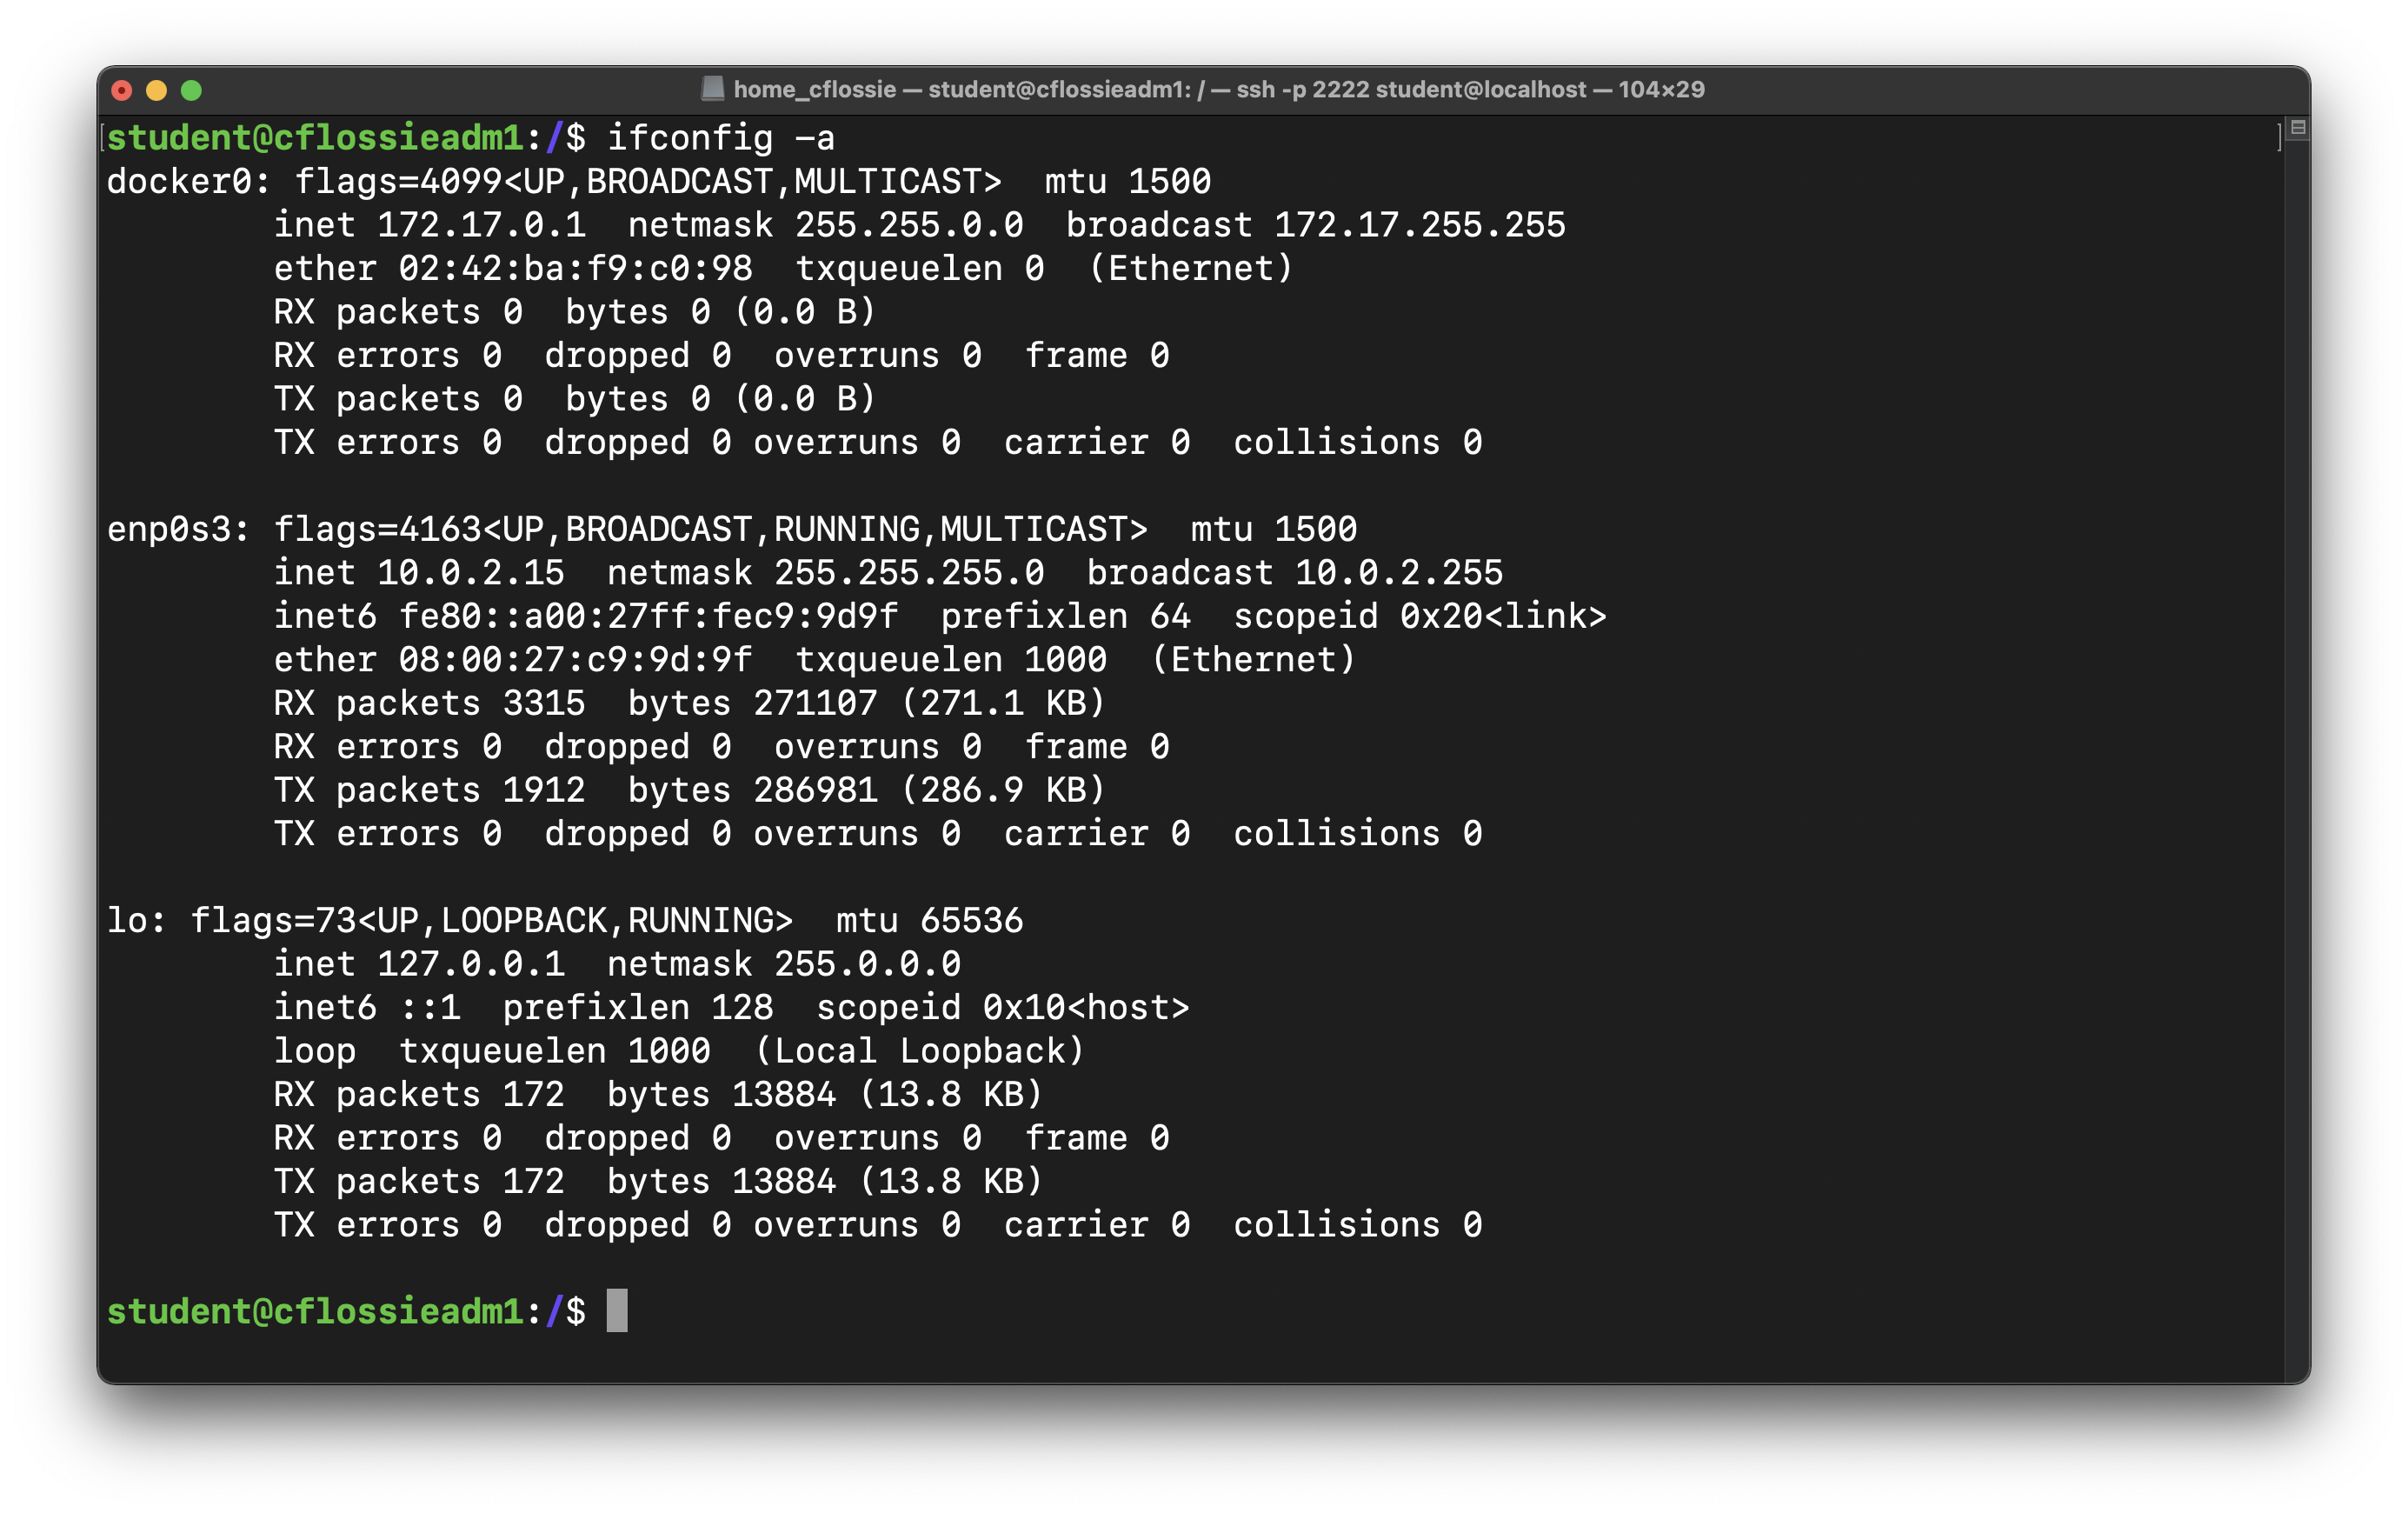 home_cflossie — student@cflossieadm1: / — ssh -p 2222 student@localhost — 104×29
[student@cflossieadm1:/$ ifconfig -a ]
docker0: flags=4099<UP,BROADCAST,MULTICAST>  mtu 1500
        inet 172.17.0.1  netmask 255.255.0.0  broadcast 172.17.255.255
        ether 02:42:ba:f9:c0:98  txqueuelen 0  (Ethernet)
        RX packets 0  bytes 0 (0.0 B)
        RX errors 0  dropped 0  overruns 0  frame 0
        TX packets 0  bytes 0 (0.0 B)
        TX errors 0  dropped 0 overruns 0  carrier 0  collisions 0

enp0s3: flags=4163<UP,BROADCAST,RUNNING,MULTICAST>  mtu 1500
        inet 10.0.2.15  netmask 255.255.255.0  broadcast 10.0.2.255
        inet6 fe80::a00:27ff:fec9:9d9f  prefixlen 64  scopeid 0x20<link>
        ether 08:00:27:c9:9d:9f  txqueuelen 1000  (Ethernet)
        RX packets 3315  bytes 271107 (271.1 KB)
        RX errors 0  dropped 0  overruns 0  frame 0
        TX packets 1912  bytes 286981 (286.9 KB)
        TX errors 0  dropped 0 overruns 0  carrier 0  collisions 0

lo: flags=73<UP,LOOPBACK,RUNNING>  mtu 65536
        inet 127.0.0.1  netmask 255.0.0.0
        inet6 ::1  prefixlen 128  scopeid 0x10<host>
        loop  txqueuelen 1000  (Local Loopback)
        RX packets 172  bytes 13884 (13.8 KB)
        RX errors 0  dropped 0  overruns 0  frame 0
        TX packets 172  bytes 13884 (13.8 KB)
        TX errors 0  dropped 0 overruns 0  carrier 0  collisions 0

student@cflossieadm1:/$